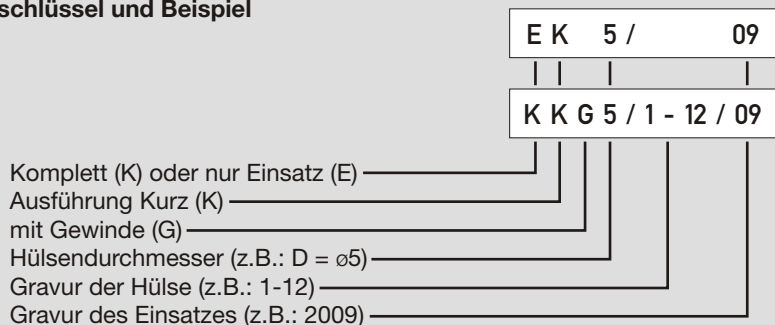 schlüssel und Beispiel
E K 5 / 09
K K G 5 / 1 - 12 / 09
Komplett (K) oder nur Einsatz (E)
Ausführung Kurz (K)
mit Gewinde (G)
Hülsendurchmesser (z.B.: D = ø5)
Gravur der Hülse (z.B.: 1-12)
Gravur des Einsatzes (z.B.: 2009)